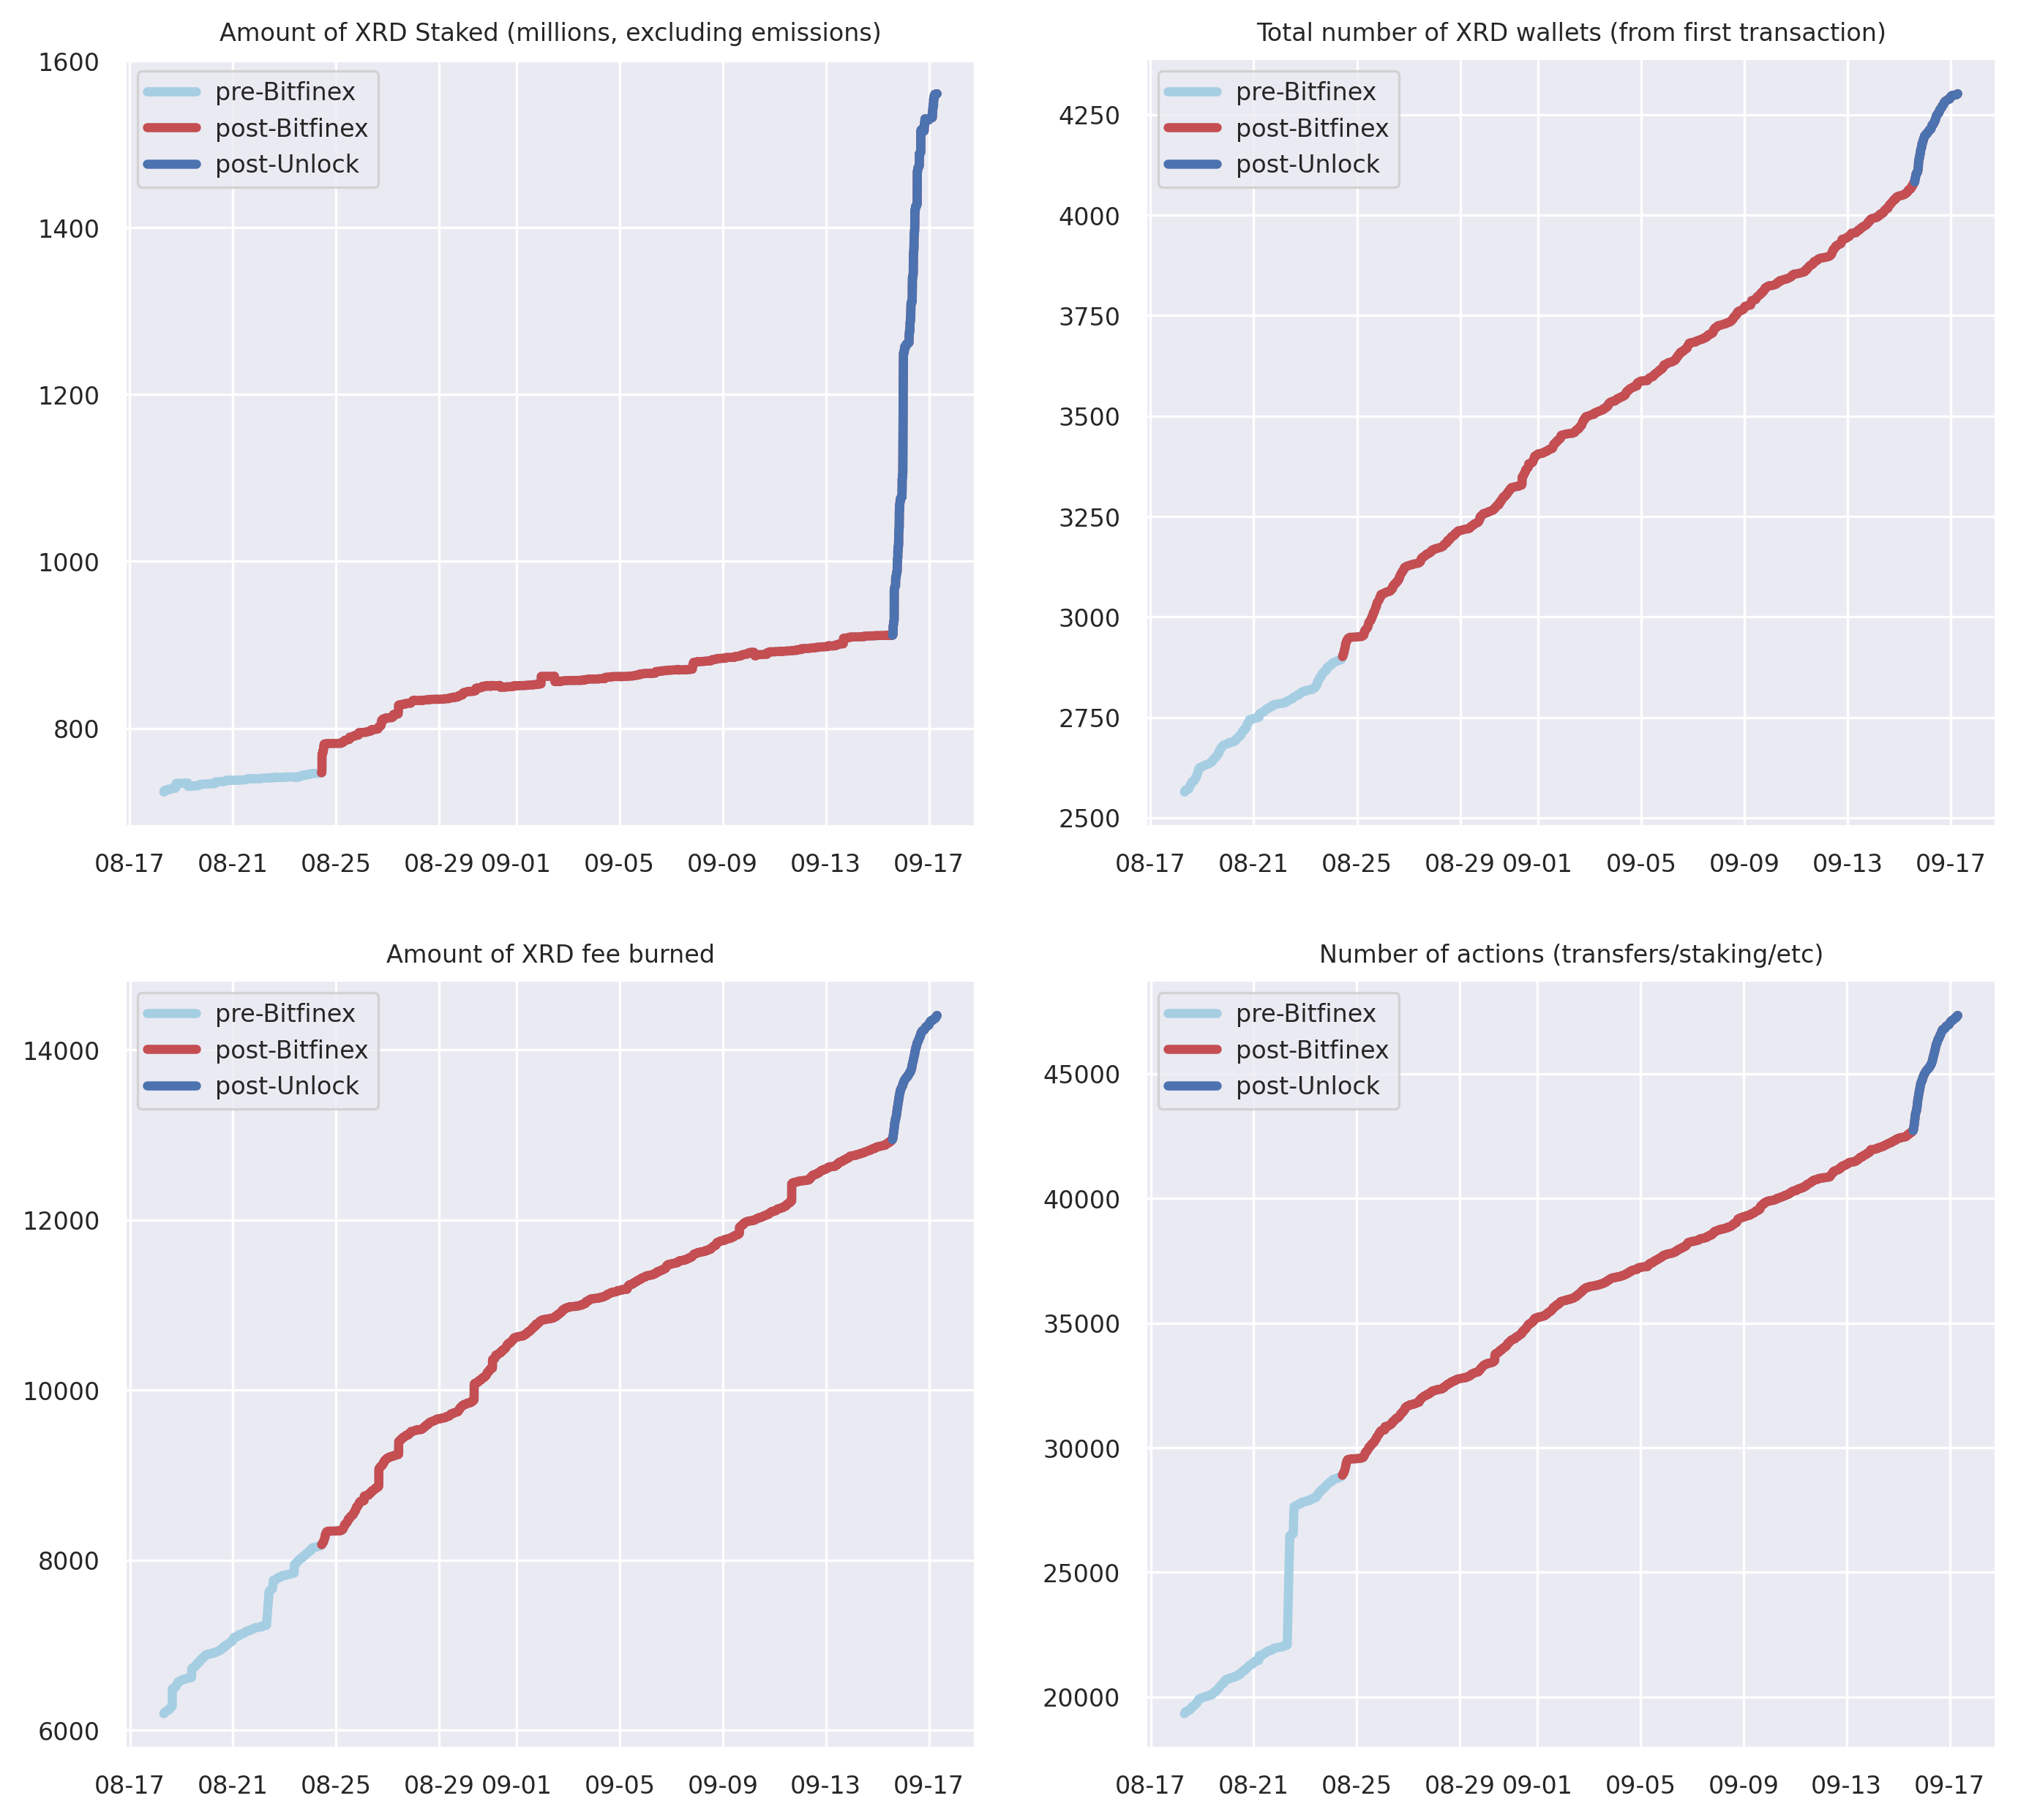 Amount of XRD Staked (millions, excluding emissions)
1600
1400
1200
1000
800
pre-Bitfinex
post-Bitfinex
post-Unlock
08-17 08-21 08-25 08-29 09-01 09-05 09-09 09-13 09-17
Total number of XRD wallets (from first transaction)
4250
4000
3750
3500
3250
3000
2750
2500
pre-Bitfinex
post-Bitfinex
post-Unlock
08-17 08-21 08-25 08-29 09-01 09-05 09-09 09-13 09-17
Amount of XRD fee burned
14000
12000
10000
8000
6000
pre-Bitfinex
post-Bitfinex
post-Unlock
08-17 08-21 08-25 08-29 09-01 09-05 09-09 09-13 09-17
Number of actions (transfers/staking/etc)
45000
40000
35000
30000
25000
20000
pre-Bitfinex
post-Bitfinex
post-Unlock
08-17 08-21 08-25 08-29 09-01 09-05 09-09 09-13 09-17